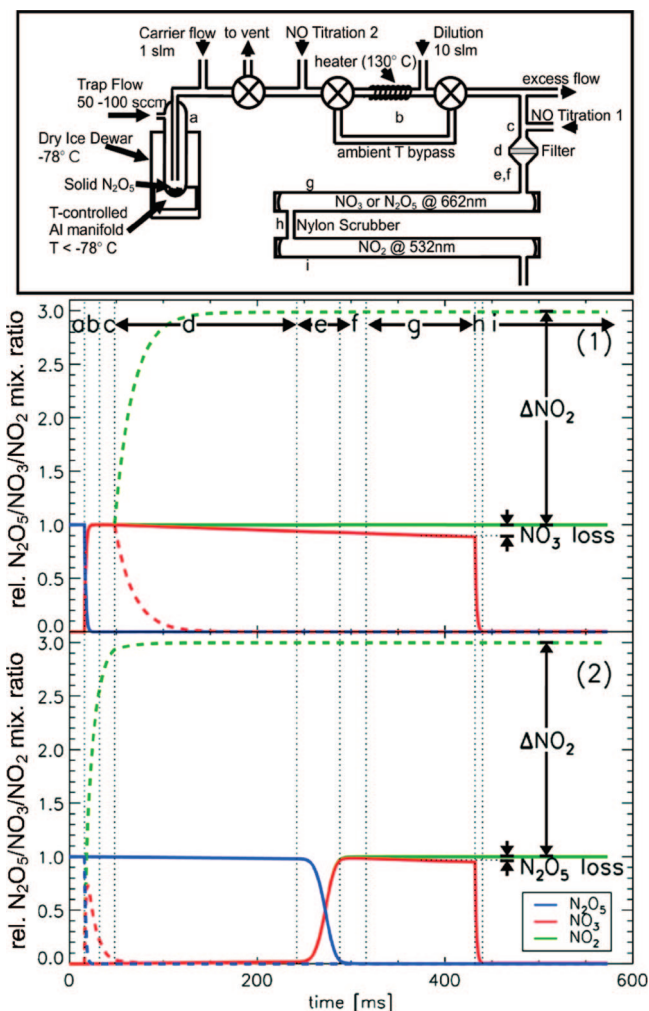 Carrier flow
1 slm
to vent
NO Titration 2
Dilution
10 slm
heater (130° C)
excess flow
Trap Flow
50 -100 sccm
a
b
NO Titration 1
c
Dry Ice Dewar
-78° C
ambient T bypass
d
Filter
e,f
Solid N₂O₅
g
NO₃ or N₂O₅ @ 662nm
T-controlled
Al manifold
T < -78° C
h
Nylon Scrubber
NO₂ @ 532nm
i
rel. N₂O₅/NO₃/NO₂ mix. ratio
3.0
2.5
2.0
1.5
1.0
0.5
0.0
a b c d e f g h i
(1)
ΔNO₂
NO₃ loss
rel. N₂O₅/NO₃/NO₂ mix. ratio
3.0
2.5
2.0
1.5
1.0
0.5
0.0
(2)
ΔNO₂
N₂O₅ loss
N₂O₅
NO₃
NO₂
0 200 400 600
time [ms]